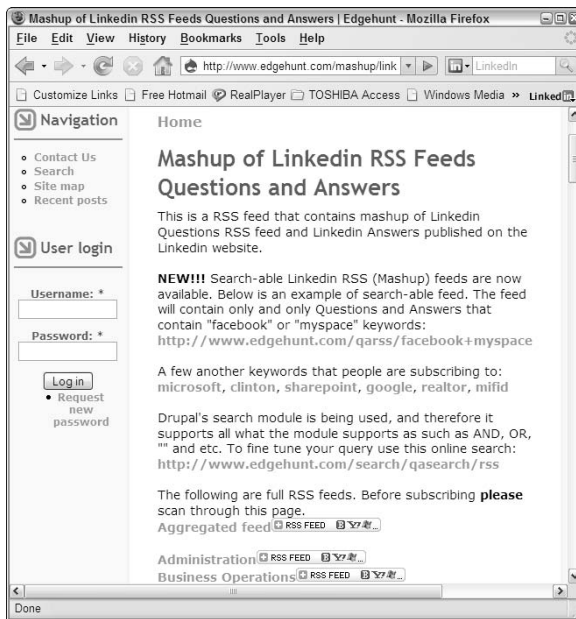 Mashup of Linkedin RSS Feeds Questions and Answers | Edgehunt - Mozilla Firefox
File Edit View History Bookmarks Tools Help
http://www.edgehunt.com/mashup/link
LinkedIn
Customize Links Free Hotmail RealPlayer TOSHIBA Access Windows Media » Linked in
Navigation
Contact Us
Search
Site map
Recent posts
User login
Username: *
Password: *
Log in
Request
new
password
Home
Mashup of Linkedin RSS Feeds
Questions and Answers
This is a RSS feed that contains mashup of Linkedin
Questions RSS feed and Linkedin Answers published on the
Linkedin website.
NEW!!! Search-able Linkedin RSS (Mashup) feeds are now
available. Below is an example of search-able feed. The feed
will contain only and only Questions and Answers that
contain "facebook" or "myspace" keywords:
http://www.edgehunt.com/qarss/facebook+myspace
A few another keywords that people are subscribing to:
microsoft, clinton, sharepoint, google, realtor, mifid
Drupal's search module is being used, and therefore it
supports all what the module supports as such as AND, OR,
"" and etc. To fine tune your query use this online search:
http://www.edgehunt.com/search/qasearch/rss
The following are full RSS feeds. Before subscribing please
scan through this page.
Aggregated feed RSS FEED
Administration RSS FEED
Business Operations RSS FEED
Done